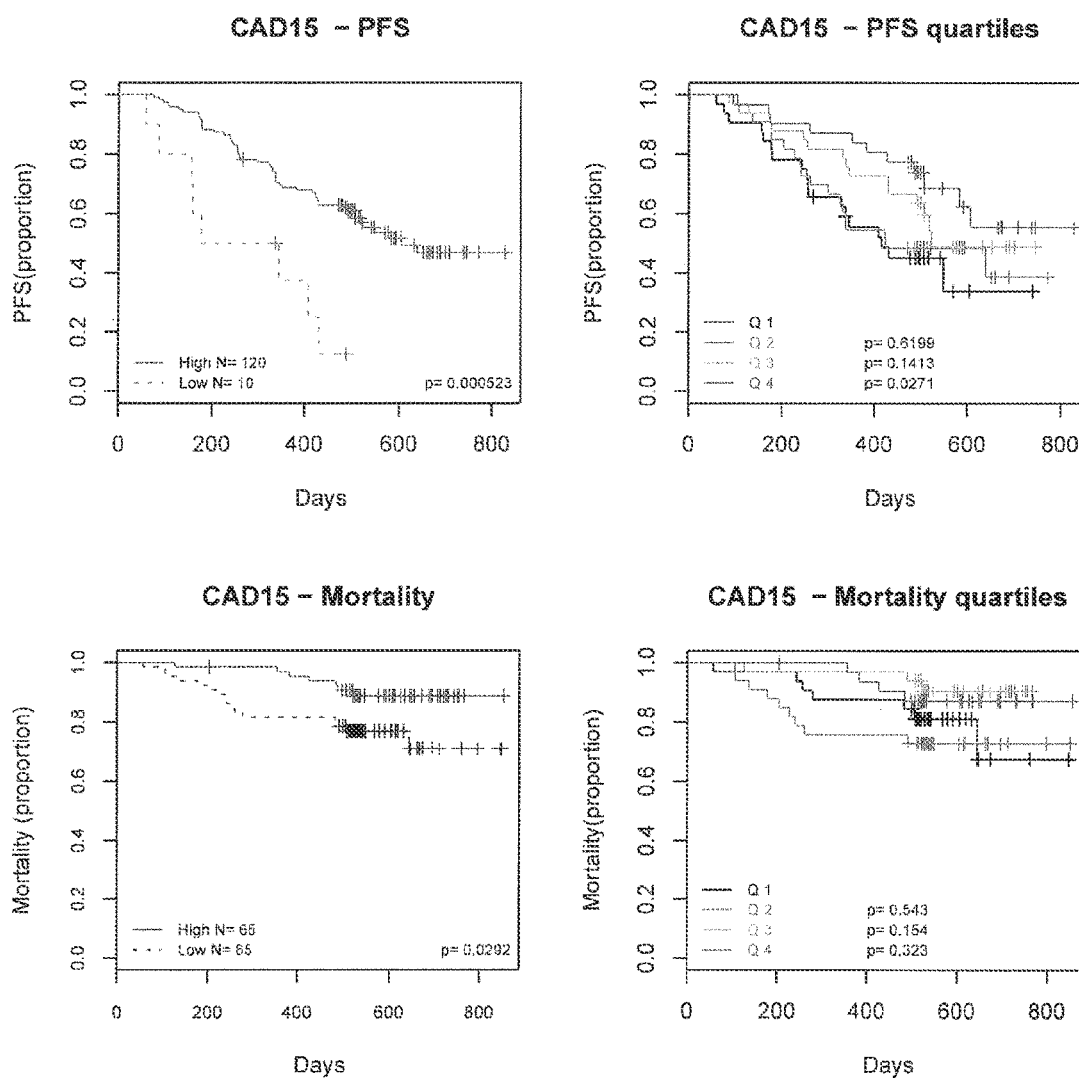 CAD15 – PFS
PFS(proportion)
0.0 0.2 0.4 0.6 0.8 1.0
High N= 120
Low N= 10
p= 0.000523
0 200 400 600 800
Days
CAD15 – PFS quartiles
PFS(proportion)
0.0 0.2 0.4 0.6 0.8 1.0
Q 1
Q 2 p= 0.6199
Q 3 p= 0.1413
Q 4 p= 0.0271
0 200 400 600 800
Days
CAD15 – Mortality
Mortality (proportion)
0.0 0.2 0.4 0.6 0.8 1.0
High N= 65
Low N= 65
p= 0.0292
0 200 400 600 800
Days
CAD15 – Mortality quartiles
Mortality(proportion)
0.0 0.2 0.4 0.6 0.8 1.0
Q 1
Q 2 p= 0.543
Q 3 p= 0.154
Q 4 p= 0.323
0 200 400 600 800
Days